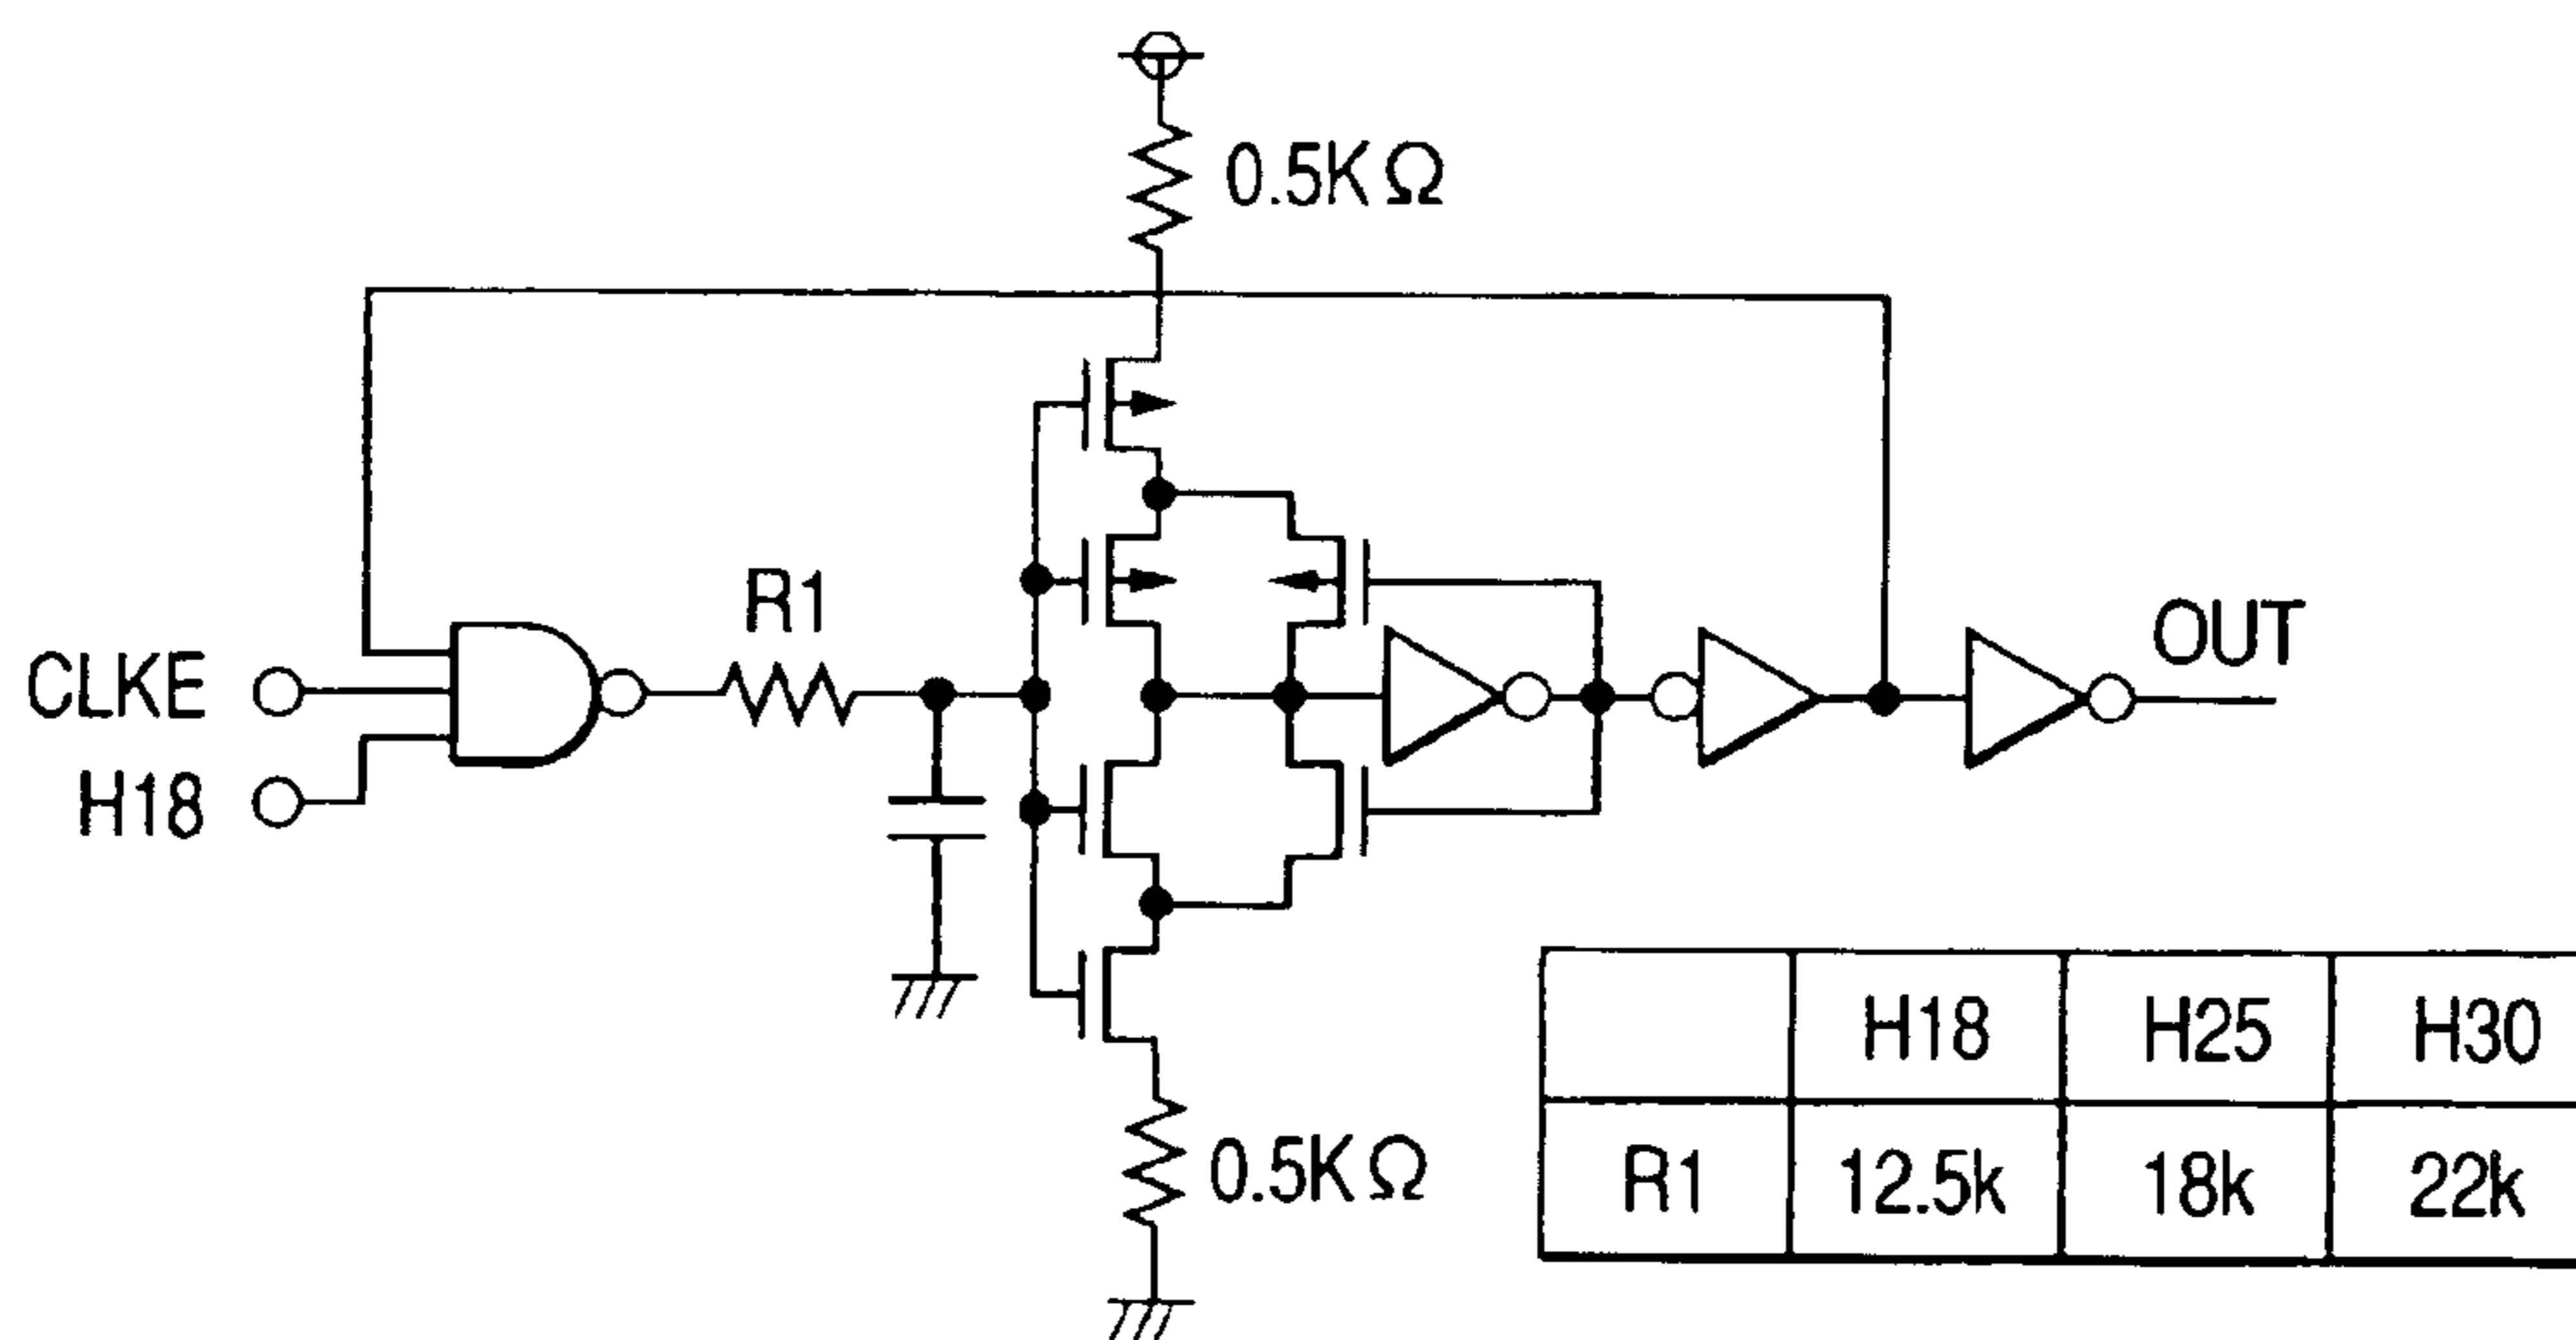 0.5KΩ
R1
CLKE
H18
OUT
0.5KΩ
H18 H25 H30
R1 12.5k 18k 22k